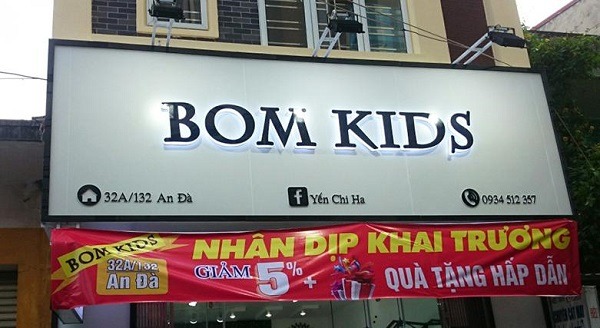 BOM KIDS
32A/132 An Đà
Yến Chi Ha
0934 512 357
BOM KIDS
32A/132
An Đà
NHÂN DỊP KHAI TRƯƠNG
GIẢM 5% + QUÀ TẶNG HẤP DẪN